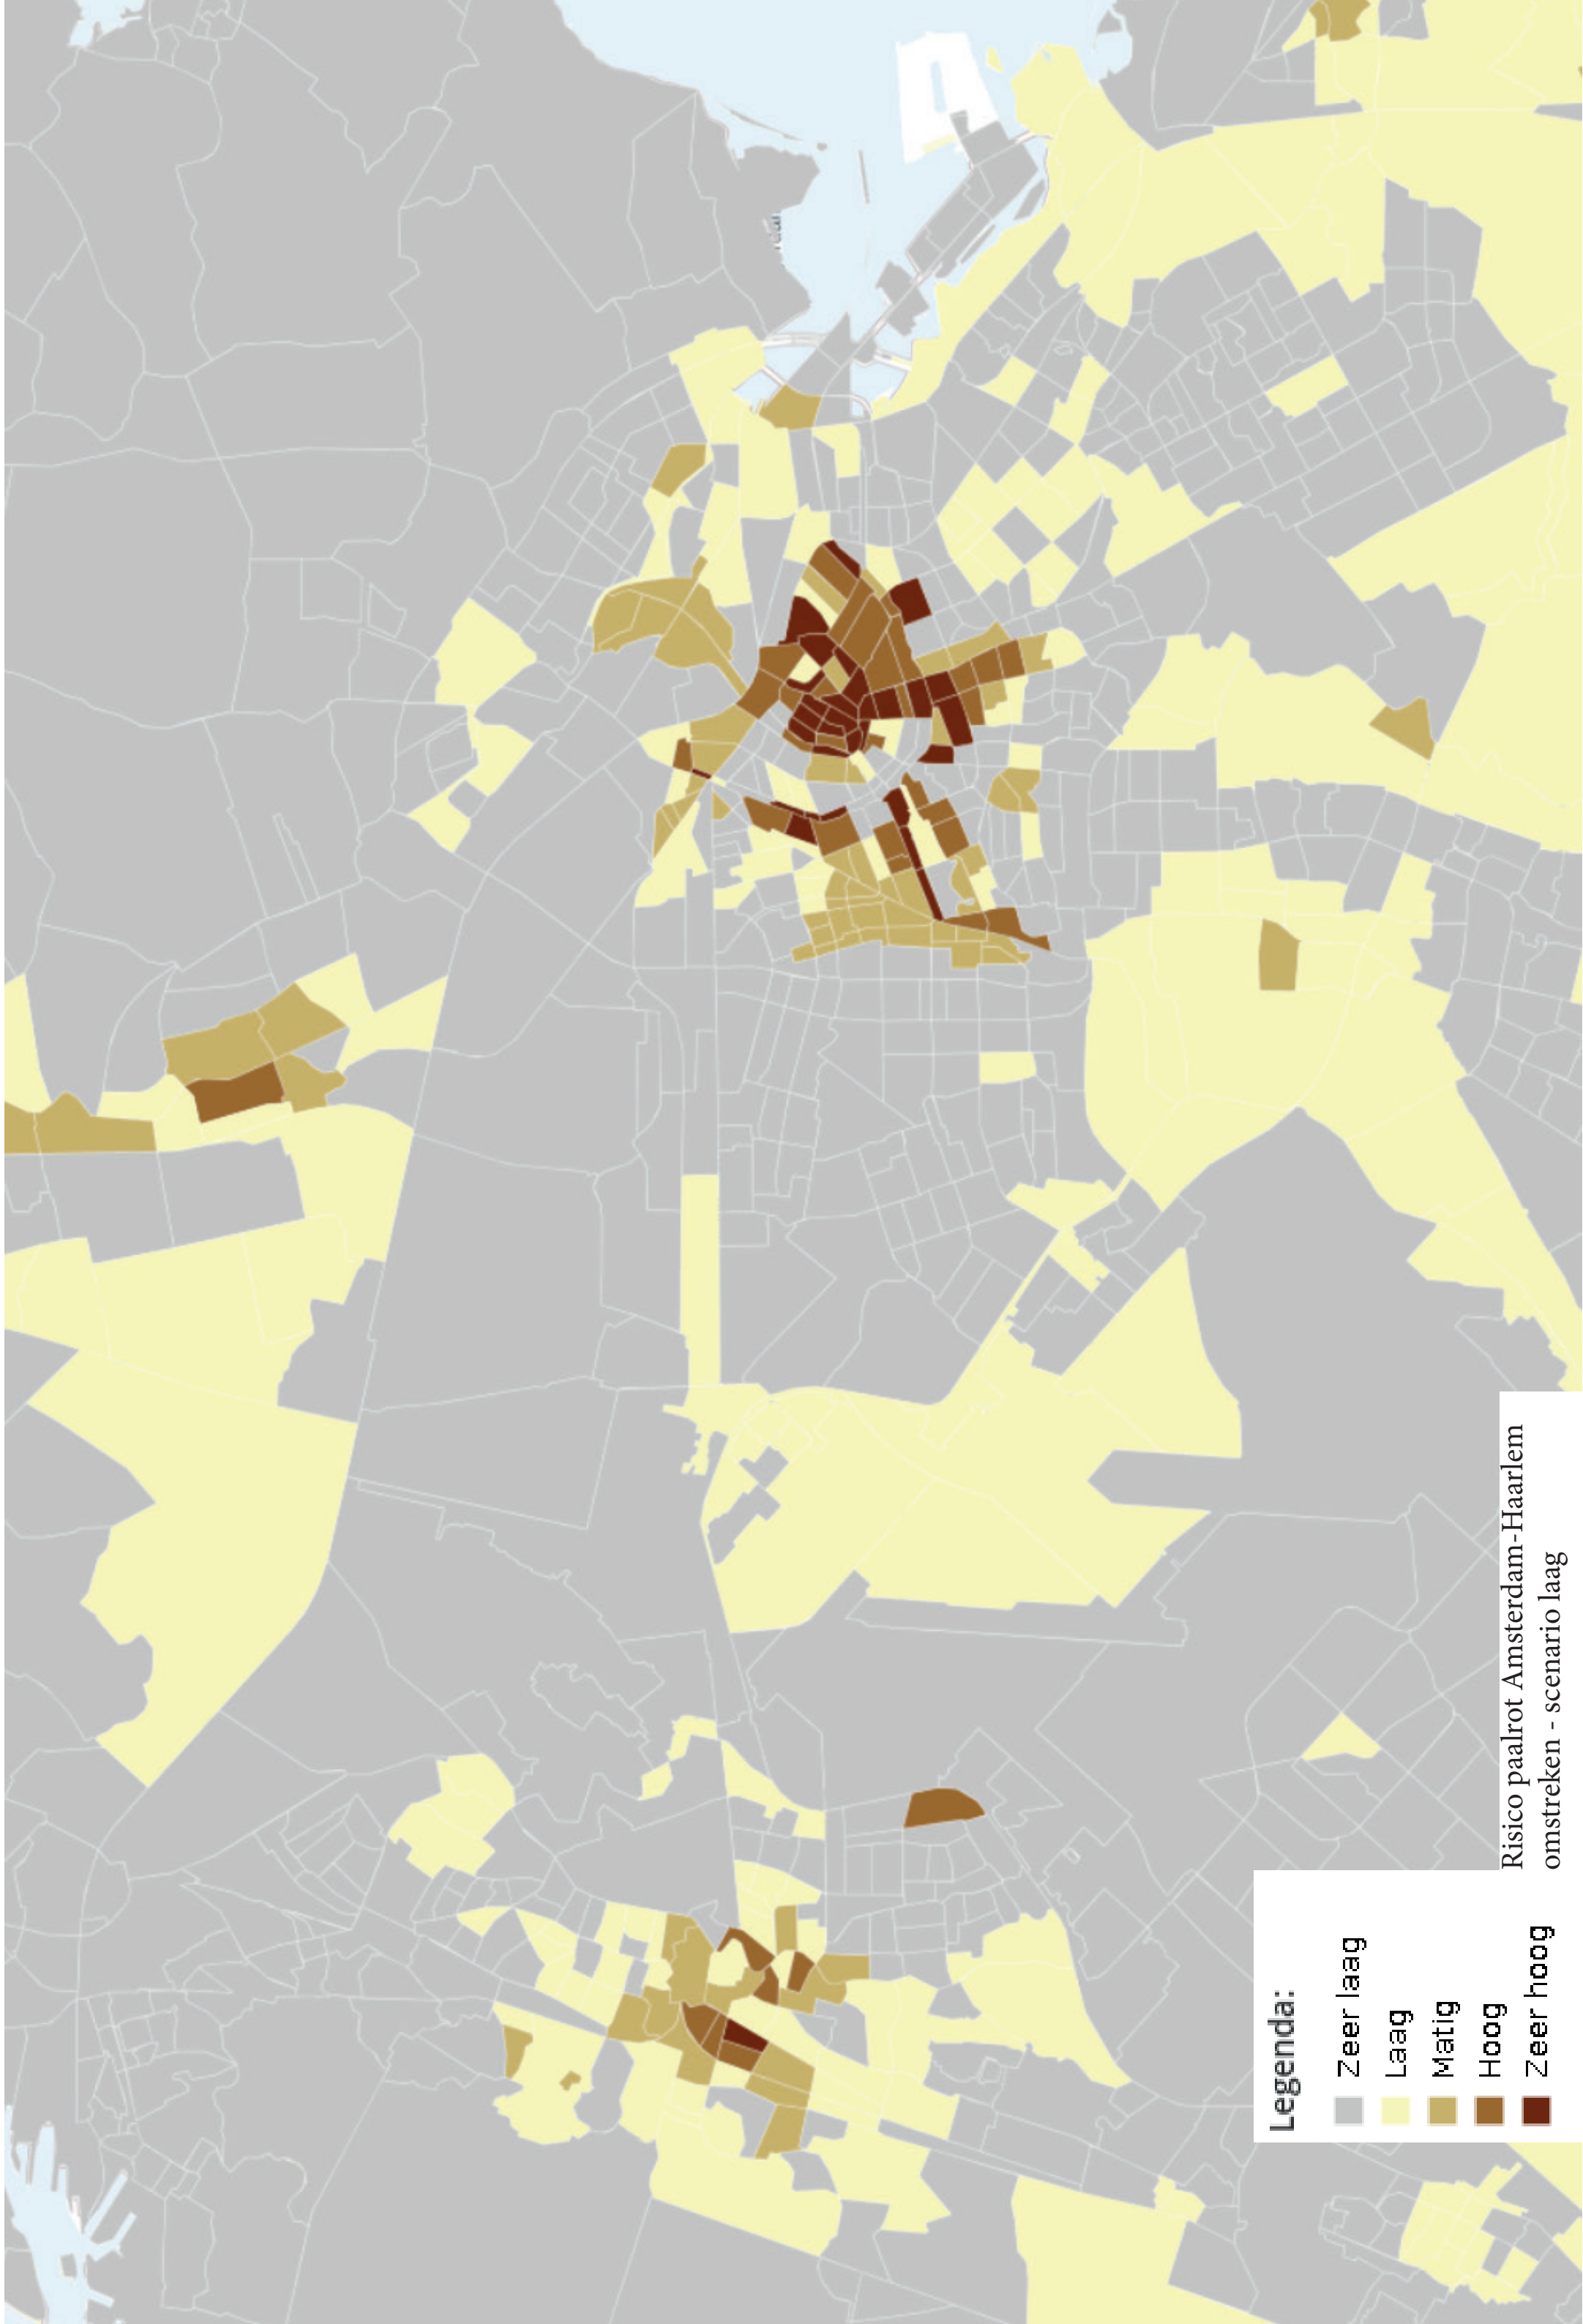 Risico paalrot Amsterdam-Haarlem
omstreken - scenario laag
Legenda:
Zeer laag
Laag
Matig
Hoog
Zeer hoog